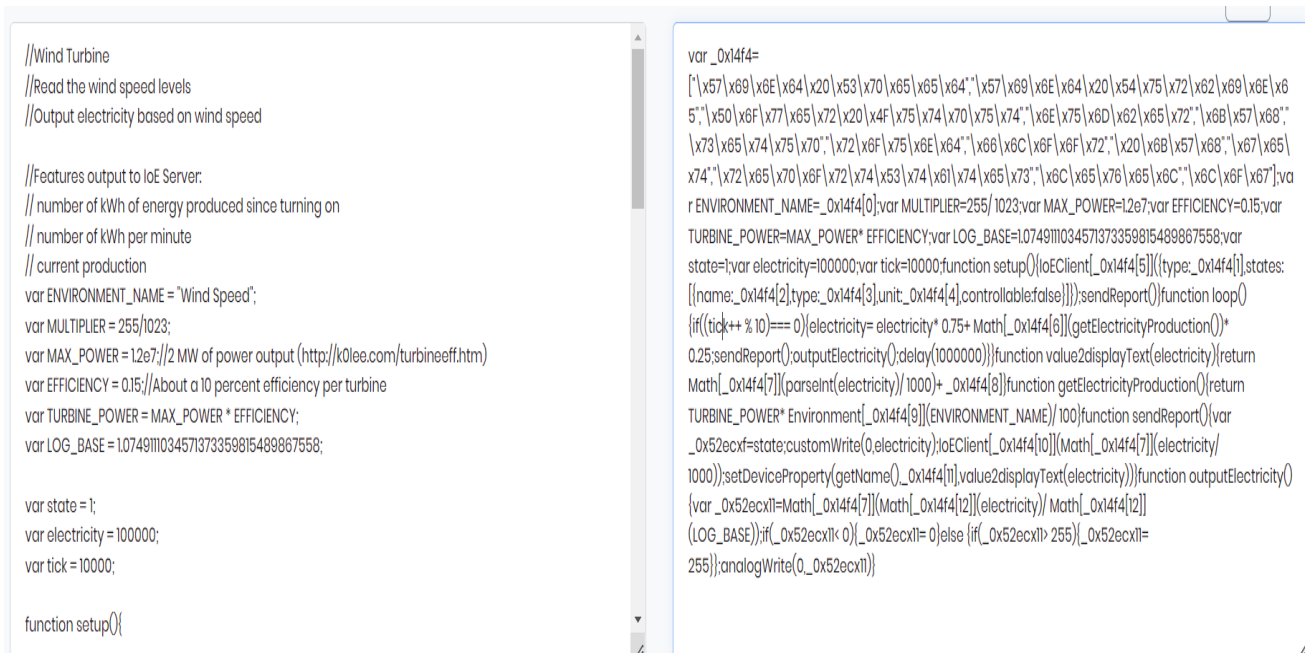 //Wind Turbine
//Read the wind speed levels
//Output electricity based on wind speed
//Features output to IoE Server:
// number of kWh of energy produced since turning on
// number of kWh per minute
// current production
var ENVIRONMENT_NAME = "Wind Speed";
var MULTIPLIER = 255/1023;
var MAX_POWER = 1.2e7;//2 MW of power output (http://k0lee.com/turbineeff.htm)
var EFFICIENCY = 0.15;//About a 10 percent efficiency per turbine
var TURBINE_POWER = MAX_POWER * EFFICIENCY;
var LOG_BASE = 1.0749111034571373359815489867558;
var state = 1;
var electricity = 100000;
var tick = 10000;
function setup(){
var _0x14f4=
["\x57\x69\x6E\x64\x20\x53\x70\x65\x65\x64","\x57\x69\x6E\x64\x20\x54\x75\x72\x62\x69\x6E\x6
5","\x50\x6F\x77\x65\x72\x20\x4F\x75\x74\x70\x75\x74","\x6E\x75\x6D\x62\x65\x72","\x6B\x57\x68","
\x73\x65\x74\x75\x70","\x72\x6F\x75\x6E\x64","\x66\x6C\x6F\x6F\x72","\x20\x6B\x57\x68","\x67\x65\
x74","\x72\x65\x70\x6F\x72\x74\x53\x74\x61\x74\x65\x73","\x6C\x65\x76\x65\x6C","\x6C\x6F\x67"];va
r ENVIRONMENT_NAME=_0x14f4[0];var MULTIPLIER=255/ 1023;var MAX_POWER=1.2e7;var EFFICIENCY=0.15;var
TURBINE_POWER=MAX_POWER* EFFICIENCY;var LOG_BASE=1.0749111034571373359815489867558;var
state=1;var electricity=100000;var tick=10000;function setup(){IoEClient[_0x14f4[5]]({type:_0x14f4[1],states:
[{name:_0x14f4[2],type:_0x14f4[3],unit:_0x14f4[4],controllable:false}]});sendReport()}function loop()
{if((tick++ % 10)=== 0){electricity= electricity* 0.75+ Math[_0x14f4[6]](getElectricityProduction())*
0.25;sendReport();outputElectricity();delay(1000000)}}function value2displayText(electricity){return
Math[_0x14f4[7]](parseInt(electricity)/ 1000)+ _0x14f4[8]}function getElectricityProduction(){return
TURBINE_POWER* Environment[_0x14f4[9]](ENVIRONMENT_NAME)/ 100}function sendReport(){var
_0x52ecxf=state;customWrite(0,electricity);IoEClient[_0x14f4[10]](Math[_0x14f4[7]](electricity/
1000));setDeviceProperty(getName(),_0x14f4[11],value2displayText(electricity))}function outputElectricity()
{var _0x52ecx11=Math[_0x14f4[7]](Math[_0x14f4[12]](electricity)/ Math[_0x14f4[12]]
(LOG_BASE));if(_0x52ecx11< 0){_0x52ecx11= 0}else {if(_0x52ecx11> 255){_0x52ecx11=
255}};analogWrite(0,_0x52ecx11)}